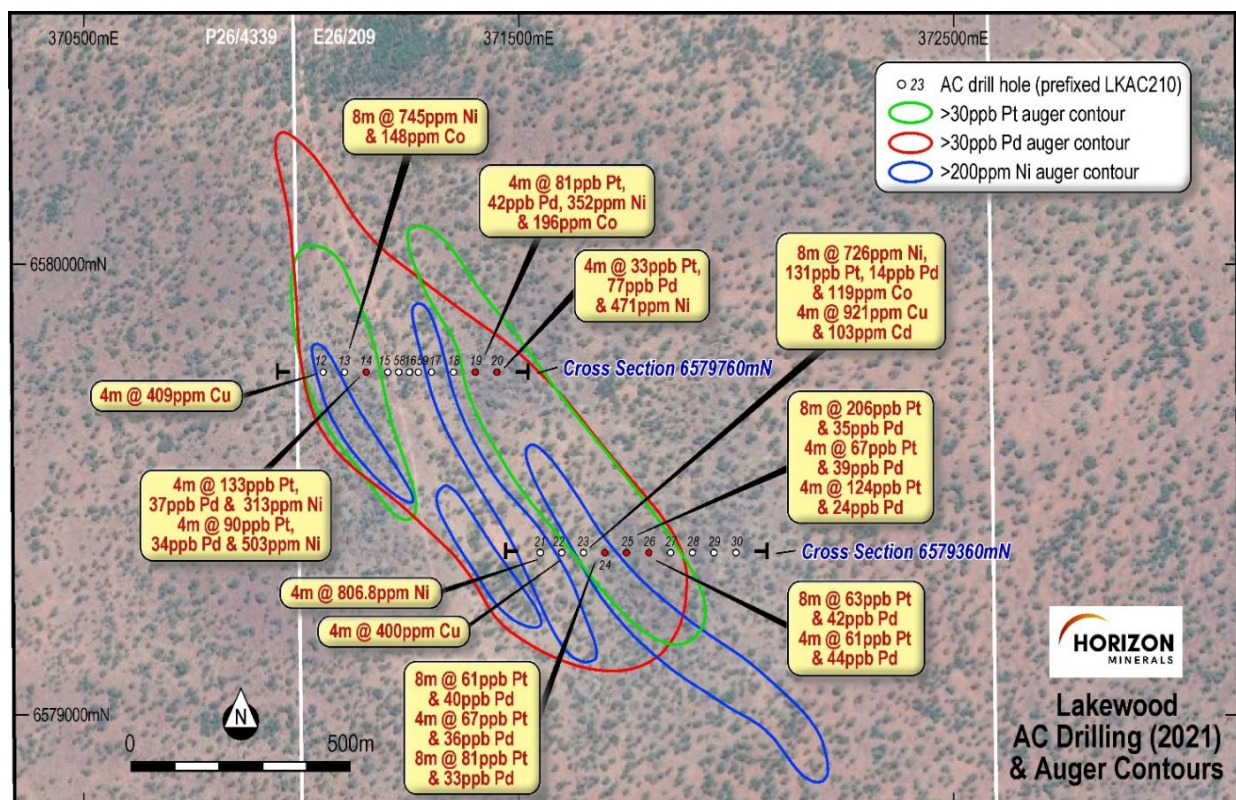 370500mE
P26/4339
E26/209
371500mE
372500mE
23 AC drill hole (prefixed LKAC210)
>30ppb Pt auger contour
>30ppb Pd auger contour
>200ppm Ni auger contour
8m @ 745ppm Ni
& 148ppm Co
4m @ 81ppb Pt,
42ppb Pd, 352ppm Ni
& 196ppm Co
4m @ 33ppb Pt,
77ppb Pd
& 471ppm Ni
8m @ 726ppm Ni,
131ppb Pt, 14ppb Pd
& 119ppm Co
4m @ 921ppm Cu
& 103ppm Cd
6580000mN
12 13 14 15 58 16 59 17 18 19 20
Cross Section 6579760mN
4m @ 409ppm Cu
8m @ 206ppb Pt
& 35ppb Pd
4m @ 67ppb Pt
& 39ppb Pd
4m @ 124ppb Pt
& 24ppb Pd
4m @ 133ppb Pt,
37ppb Pd & 313ppm Ni
4m @ 90ppb Pt,
34ppb Pd & 503ppm Ni
21 22 23 25 26 27 28 29 30
24
Cross Section 6579360mN
4m @ 806.8ppm Ni
4m @ 400ppm Cu
8m @ 63ppb Pt
& 42ppb Pd
4m @ 61ppb Pt
& 44ppb Pd
8m @ 61ppb Pt
& 40ppb Pd
4m @ 67ppb Pt
& 36ppb Pd
8m @ 81ppb Pt
& 33ppb Pd
HORIZON
MINERALS
6579000mN
N
0 500m
Lakewood
AC Drilling (2021)
& Auger Contours